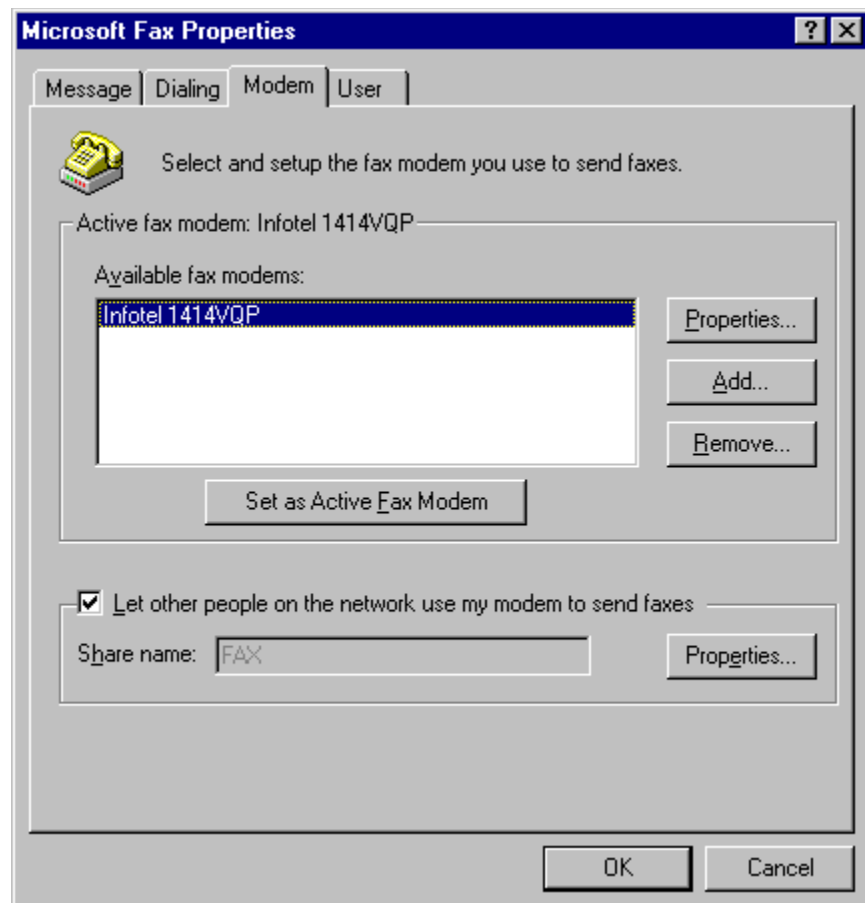 Microsoft Fax Properties
Message Dialing Modem User
Select and setup the fax modem you use to send faxes.
Active fax modem: Infotel 1414VQP
Available fax modems:
Infotel 1414VQP
Properties...
Add...
Remove...
Set as Active Fax Modem
Let other people on the network use my modem to send faxes
Share name: FAX Properties...
OK Cancel